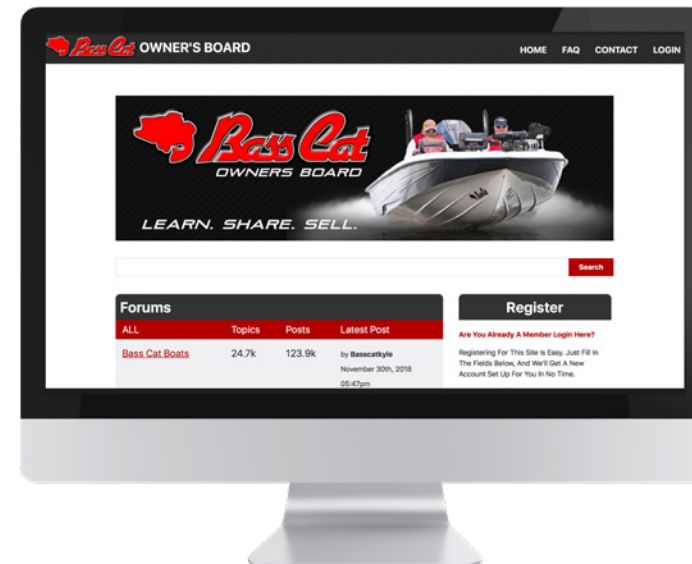 Bass Cat OWNER'S BOARD
HOME FAQ CONTACT LOGIN
Bass Cat
OWNERS BOARD
LEARN. SHARE. SELL.
Search
Forums
ALL Topics Posts Latest Post
Bass Cat Boats 24.7k 123.9k by Basscatkyle
November 30th, 2018
05:47pm
Register
Are You Already A Member Login Here?
Registering For This Site Is Easy. Just Fill In
The Fields Below, And We'll Get A New
Account Set Up For You In No Time.